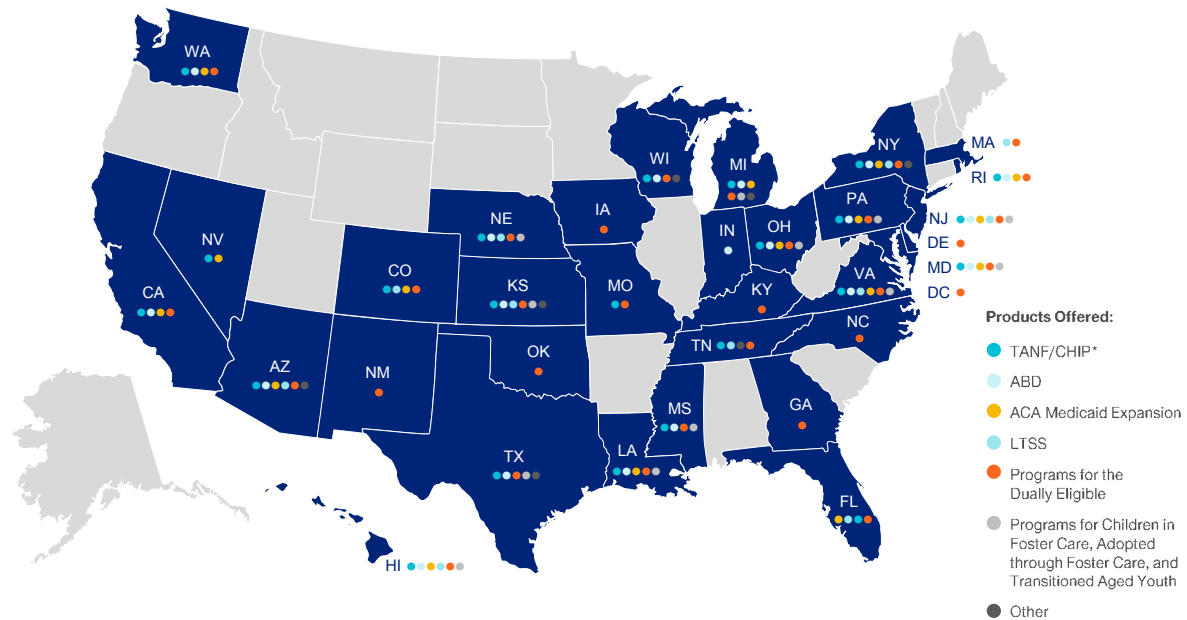 WA
NY
MA
WI
MI
RI
PA
NE
IA
NJ
IN
OH
NV
DE
CO
MD
KS
MO
VA
CA
KY
DC
NC
TN
OK
AZ
NM
MS
GA
LA
TX
FL
HI
Products Offered:
TANF/CHIP*
ABD
ACA Medicaid Expansion
LTSS
Programs for the
Dually Eligible
Programs for Children in
Foster Care, Adopted
through Foster Care, and
Transitioned Aged Youth
Other